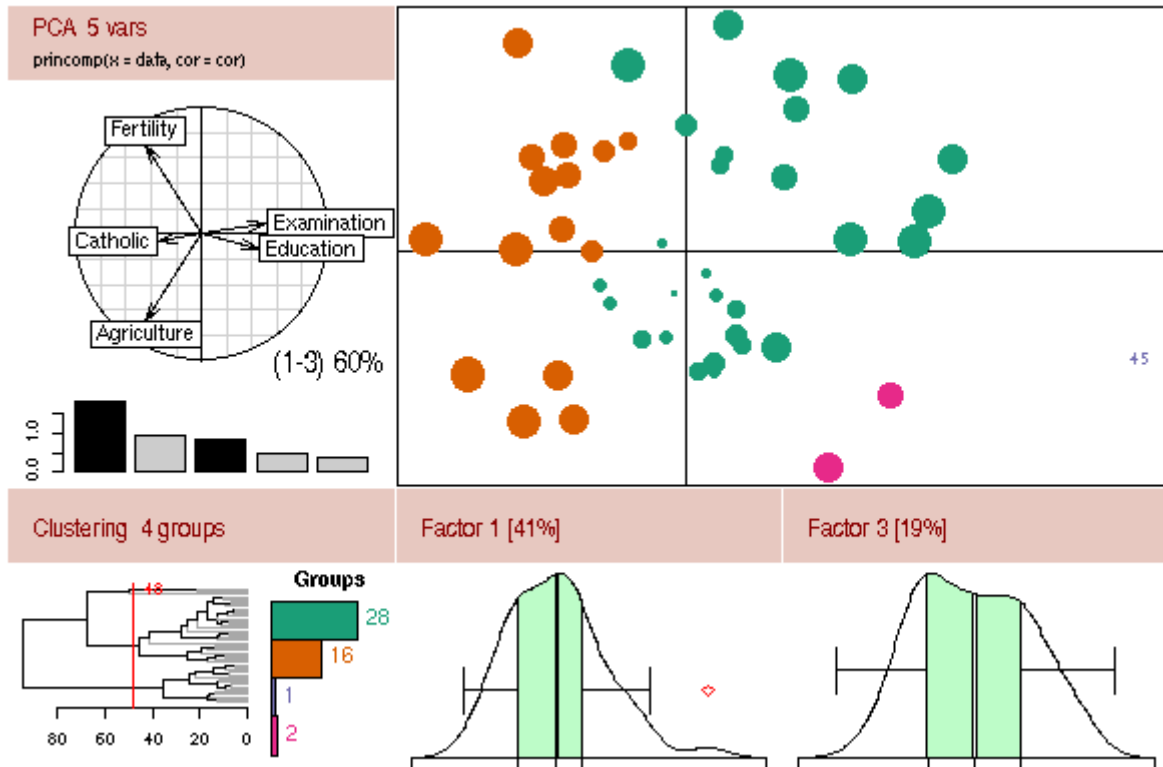 PCA 5 vars
princomp(x = data, cor = cor)
Fertility
Examination
Catholic
Education
Agriculture
(1-3) 60%
1.0
0.0
45
Clustering 4 groups
Factor 1 [41%]
Factor 3 [19%]
48
Groups
28
16
1
2
80 60 40 20 0